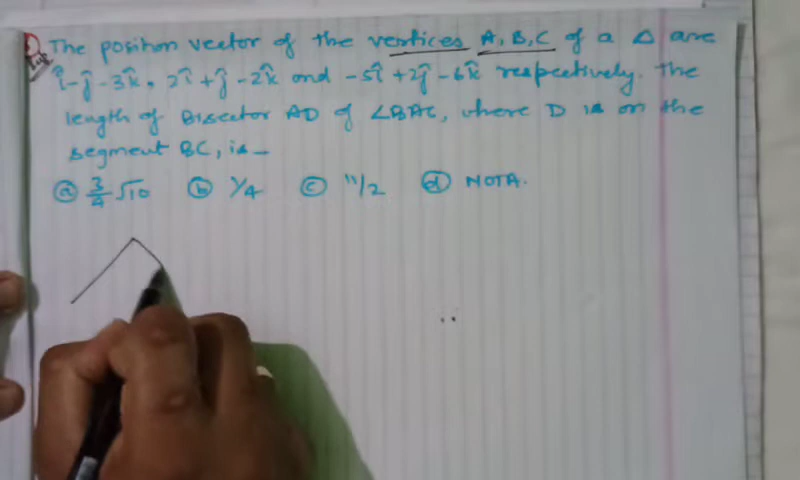 The position vector of the vertices A, B, C of a Δ are
î-ĵ-3k̂, 2î+ĵ-2k̂ and -5î+2ĵ-6k̂ respectively. The
length of Bisector AD of ∠BAC, where D is on the
segment BC, is_
(a) 3/4 √10 (b) 1/4 (c) 11/2 (d) NOTA.